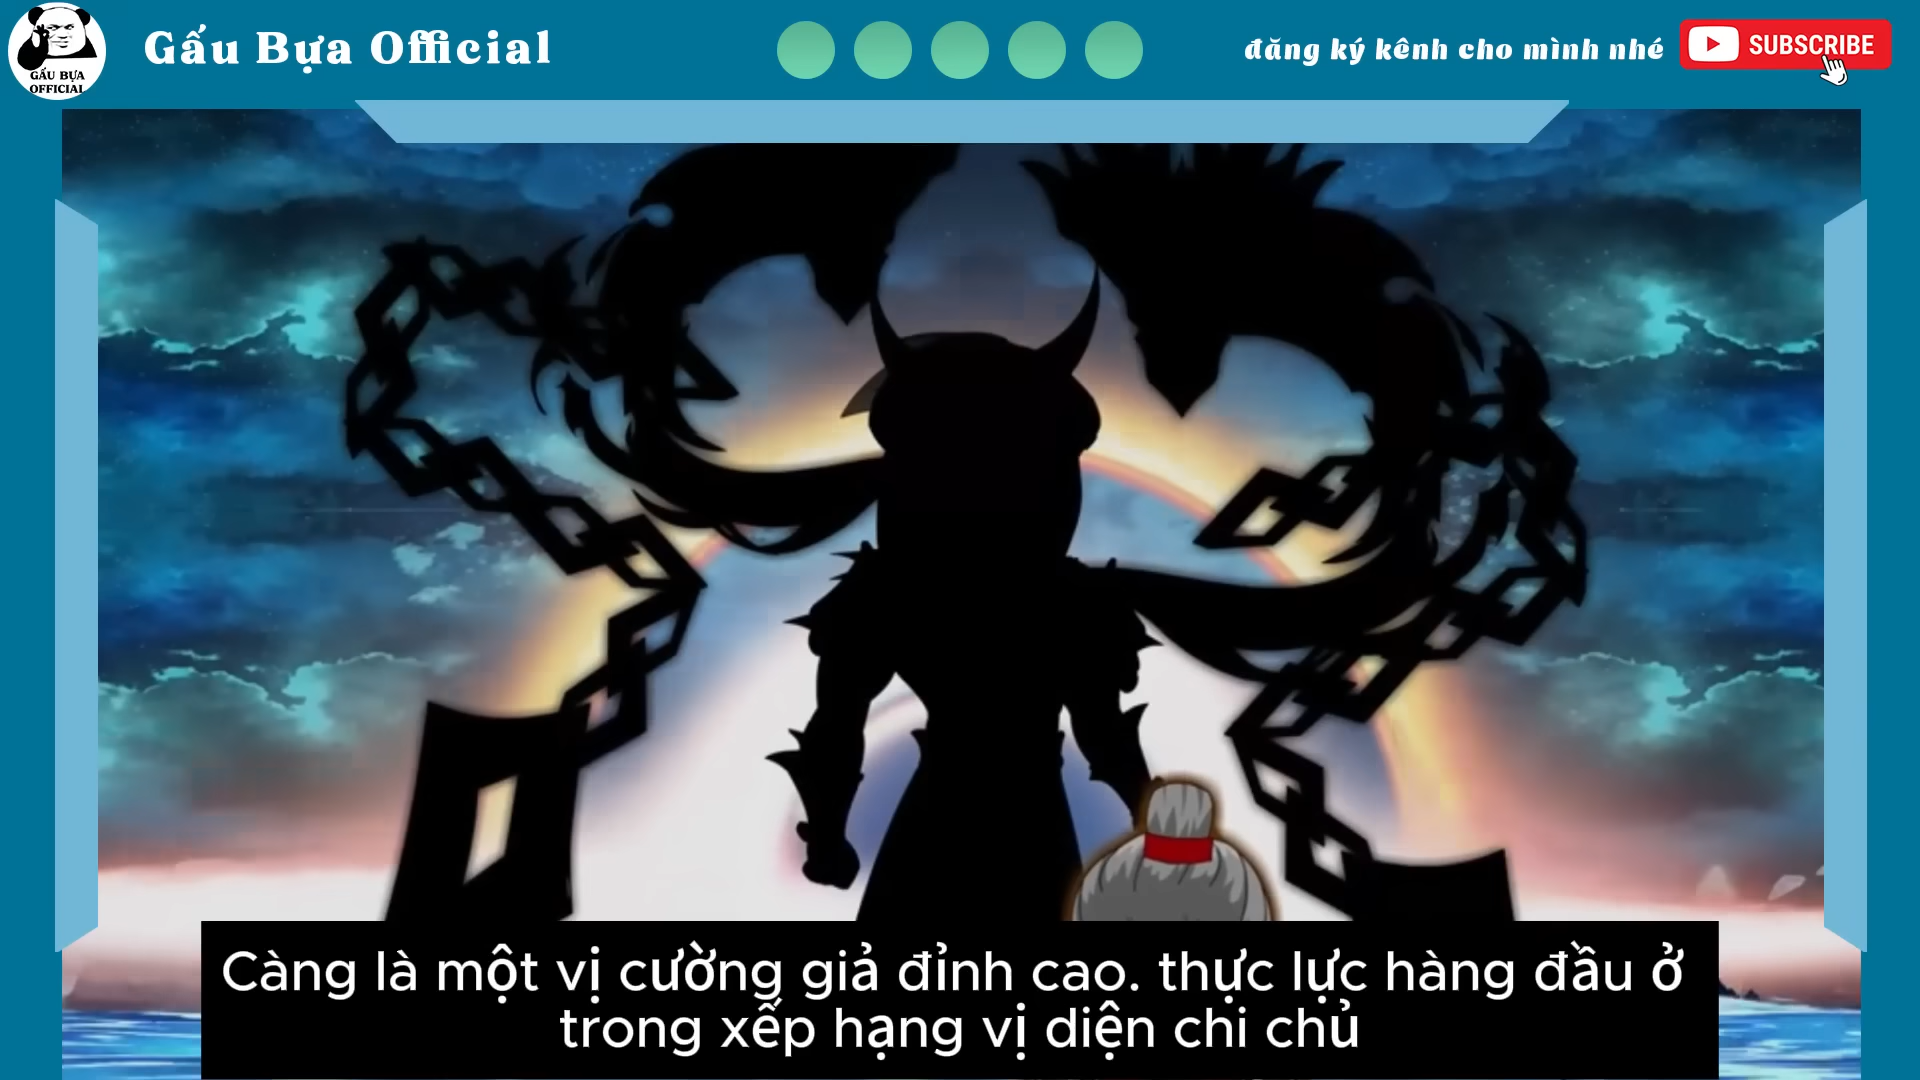 GẤU BỰA
OFFICIAL
Gấu Bựa Official
đăng ký kênh cho mình nhé
SUBSCRIBE
Càng là một vị cường giả đỉnh cao. thực lực hàng đầu ở
trong xếp hạng vị diện chi chủ